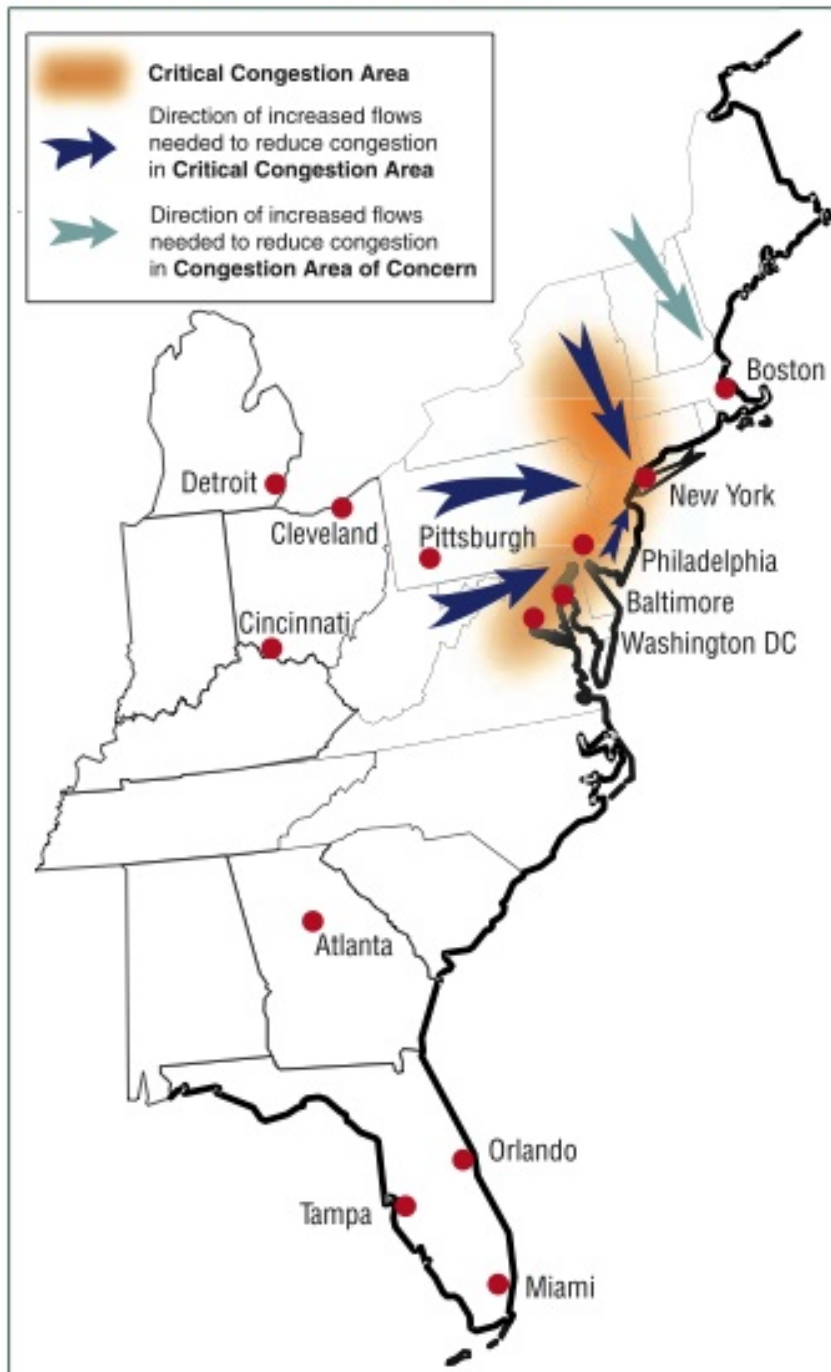 Critical Congestion Area
Direction of increased flows
needed to reduce congestion
in Critical Congestion Area
Direction of increased flows
needed to reduce congestion
in Congestion Area of Concern
Boston
Detroit
New York
Cleveland
Pittsburgh
Philadelphia
Baltimore
Cincinnati
Washington DC
Atlanta
Orlando
Tampa
Miami